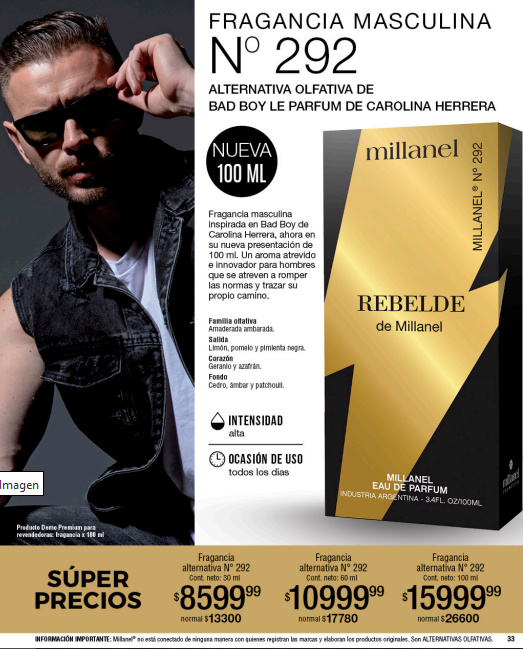 FRAGANCIA MASCULINA
Nº 292
ALTERNATIVA OLFATIVA DE
BAD BOY LE PARFUM DE CAROLINA HERRERA
NUEVA
100 ML
Fragancia masculina
inspirada en Bad Boy de
Carolina Herrera, ahora en
su nueva presentación de
100 ml. Un aroma atrevido
e innovador para hombres
que se atreven a romper
las normas y trazar su
propio camino.
Familia olfativa
Amaderada ambarada.
Salida
Limón, pomelo y pimienta negra.
Corazón
Geranio y azafrán.
Fondo
Cedro, ámbar y patchouli.
INTENSIDAD
alta
OCASIÓN DE USO
todos los días
millanel
MILLANEL® Nº 292
REBELDE
de Millanel
MILLANEL
EAU DE PARFUM
INDUSTRIA ARGENTINA - 3.4FL. OZ/100ML
millanel
Imagen
Producto Demo Premium para
revendedoras: fragancia x 100 ml
SÚPER
PRECIOS
Fragancia
alternativa N° 292
Cont. neto: 30 ml
$8599,99
normal $13300
Fragancia
alternativa N° 292
Cont. neto: 60 ml
$10999,99
normal $17780
Fragancia
alternativa N° 292
Cont. neto: 100 ml
$15999,99
normal $26600
INFORMACIÓN IMPORTANTE: Millanel® no está conectado de ninguna manera con quienes registran las marcas y elaboran los productos originales. Son ALTERNATIVAS OLFATIVAS.
33